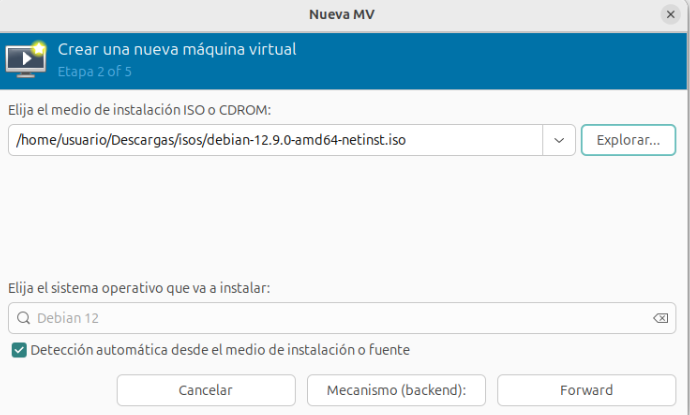 Nueva MV
Crear una nueva máquina virtual
Etapa 2 of 5
Elija el medio de instalación ISO o CDROM:
/home/usuario/Descargas/isos/debian-12.9.0-amd64-netinst.iso
Explorar...
Elija el sistema operativo que va a instalar:
Debian 12
Detección automática desde el medio de instalación o fuente
Cancelar
Mecanismo (backend):
Forward